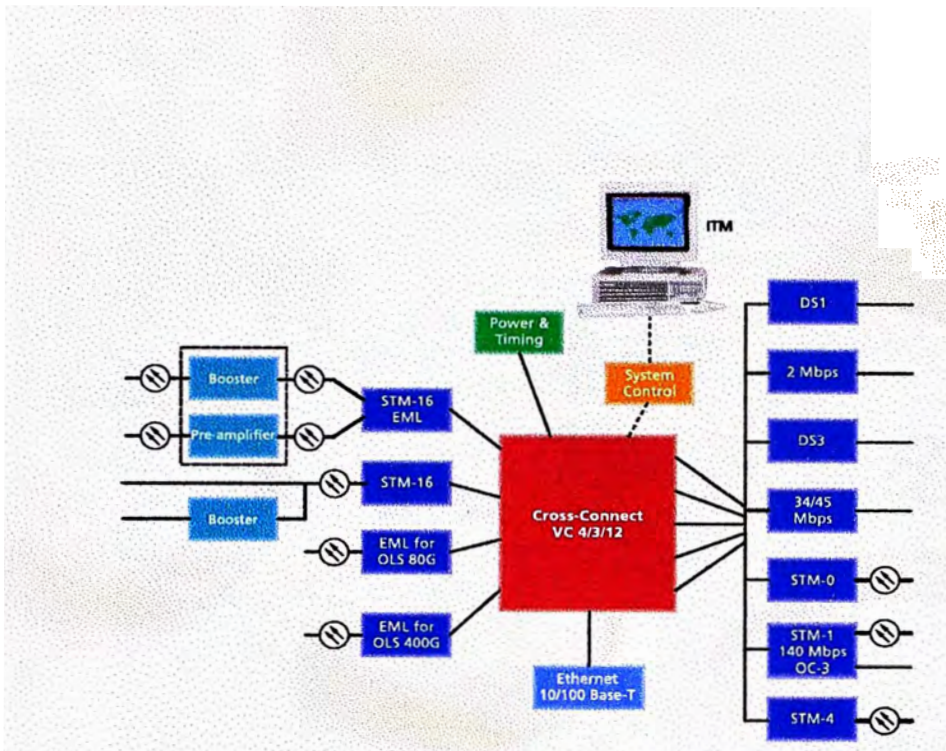 ITM
Power &
Timing
System
Control
Booster
Pre-amplifier
STM-16
EML
STM-16
Booster
EML for
OLS 80G
EML for
OLS 400G
Cross-Connect
VC 4/3/12
Ethernet
10/100 Base-T
DS1
2 Mbps
DS3
34/45
Mbps
STM-0
STM-1
140 Mbps
OC-3
STM-4